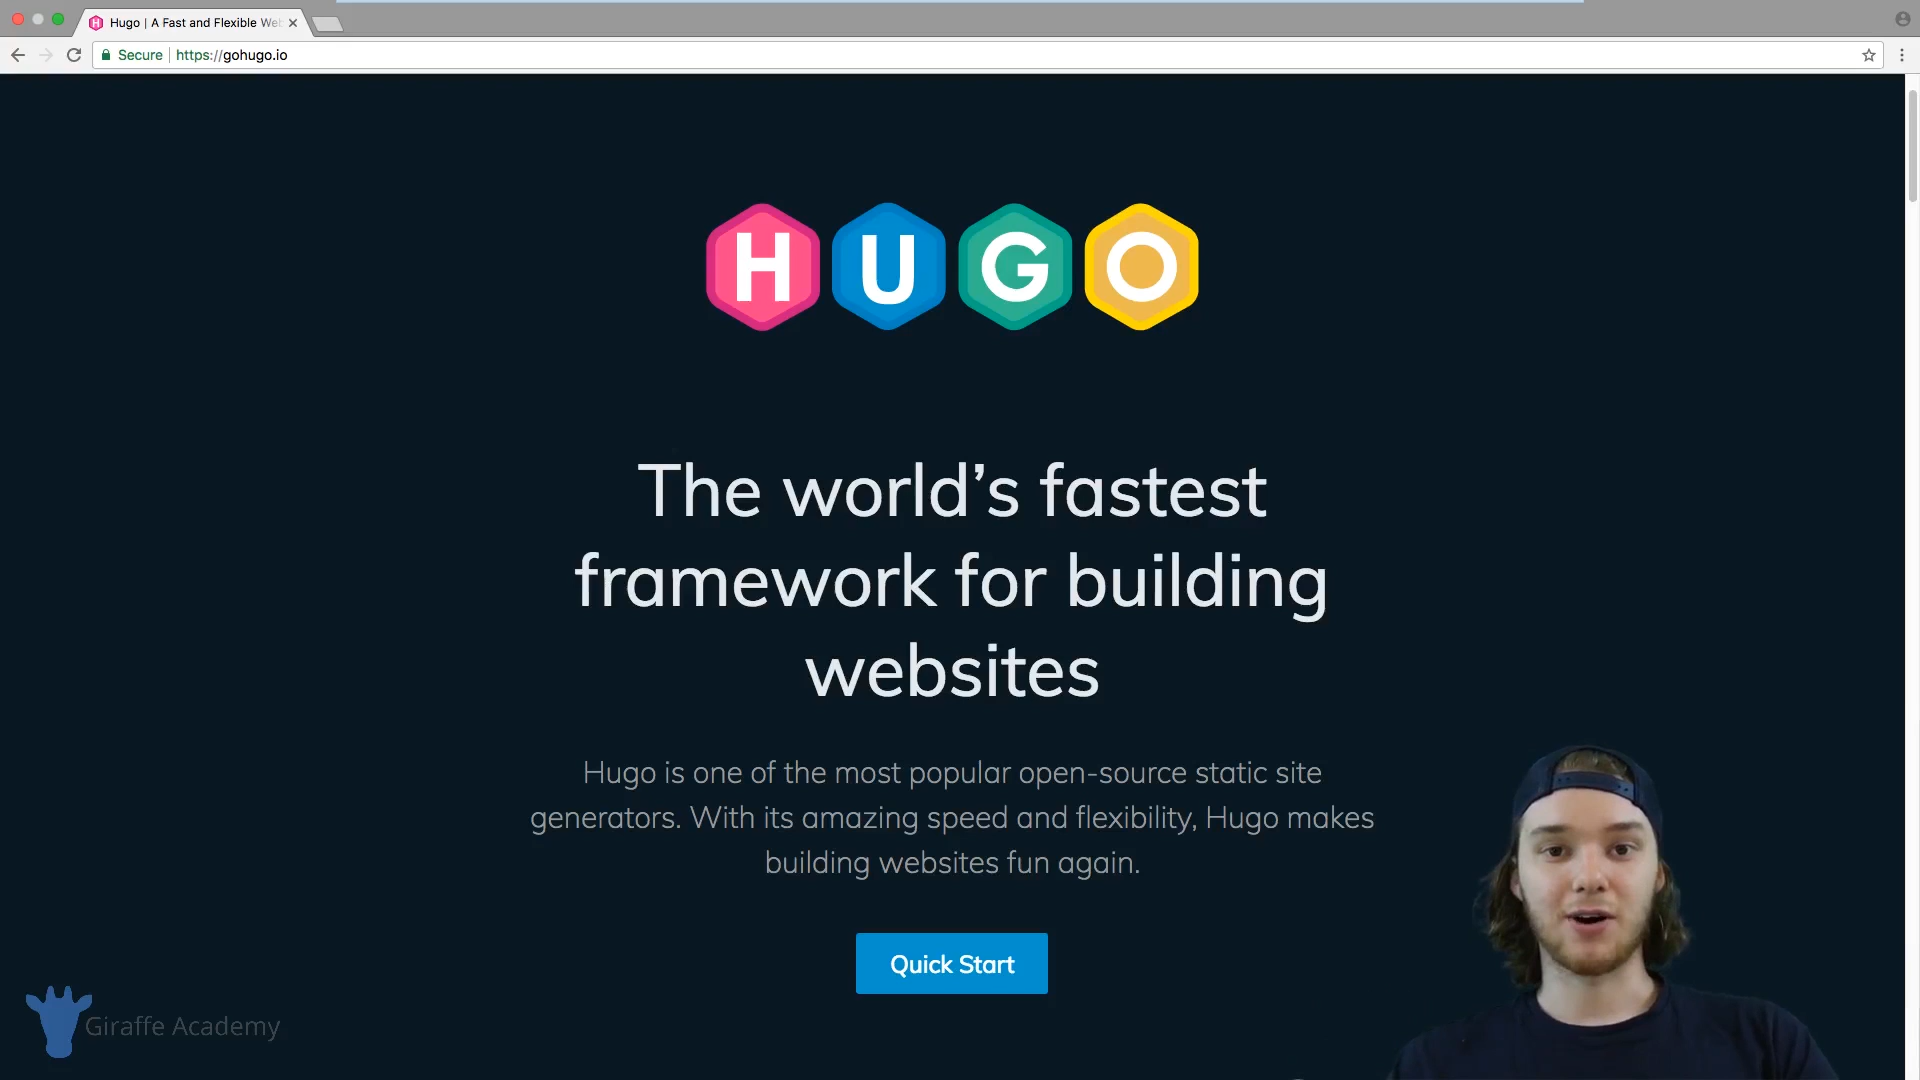 Hugo | A Fast and Flexible Web
Secure | https://gohugo.io
HUGO
The world’s fastest
framework for building
websites
Hugo is one of the most popular open-source static site
generators. With its amazing speed and flexibility, Hugo makes
building websites fun again.
Quick Start
Giraffe Academy